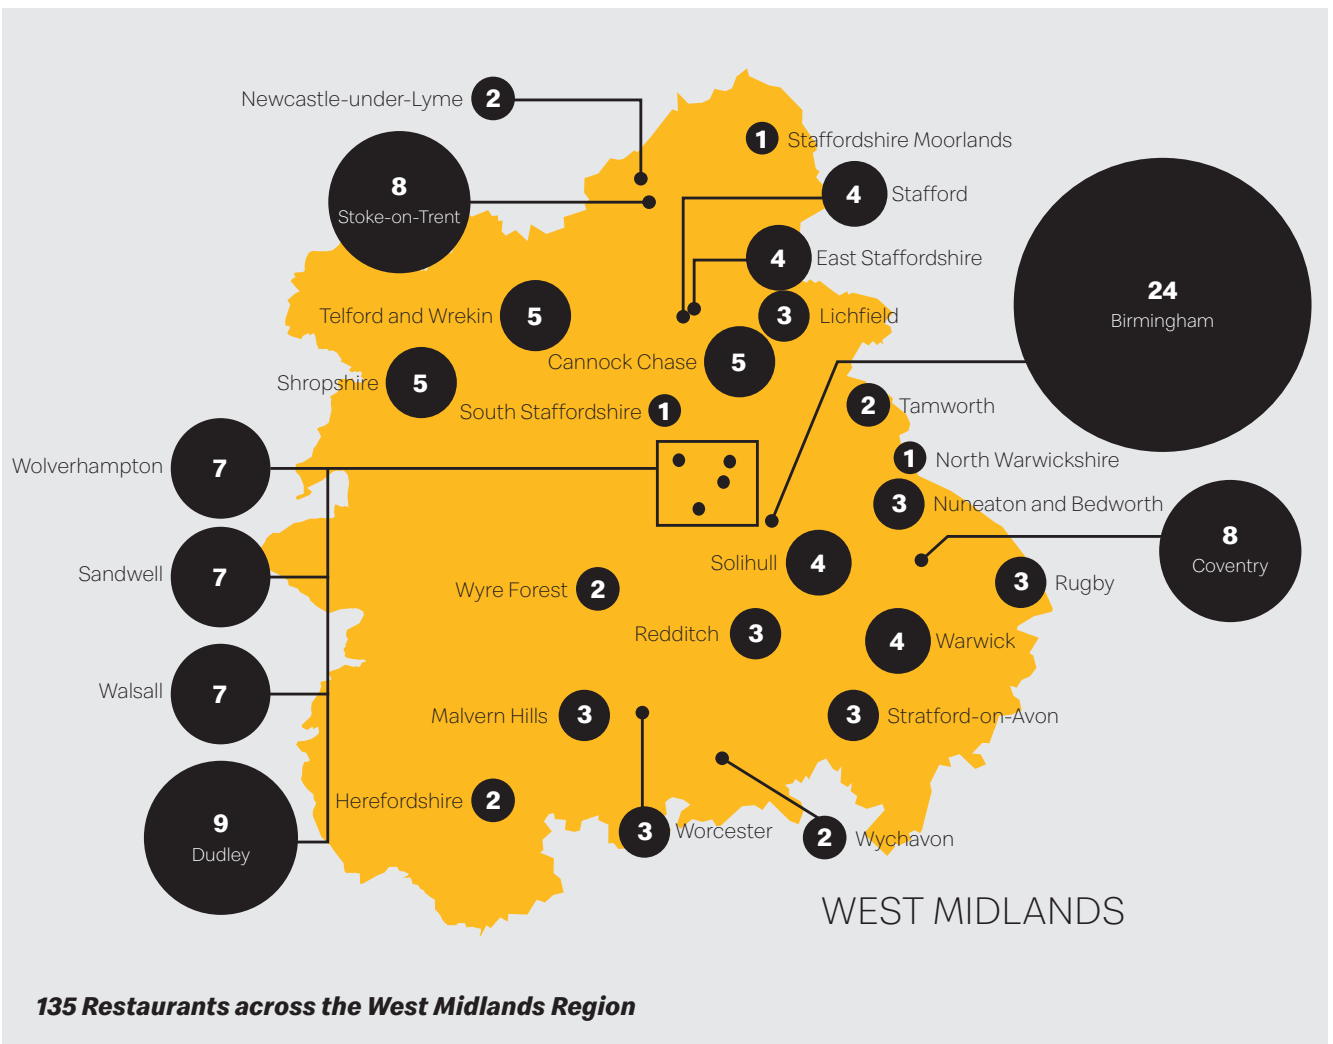 Newcastle-under-Lyme 2
1 Staffordshire Moorlands
8
Stoke-on-Trent
4 Stafford
4 East Staffordshire
24
Birmingham
Telford and Wrekin 5
3 Lichfield
Cannock Chase 5
Shropshire 5
South Staffordshire 1
2 Tamworth
Wolverhampton 7
1 North Warwickshire
3 Nuneaton and Bedworth
8
Coventry
Sandwell 7
Solihull 4
Wyre Forest 2
3 Rugby
Redditch 3
4 Warwick
Walsall 7
Malvern Hills 3
3 Stratford-on-Avon
Herefordshire 2
9
Dudley
3 Worcester
2 Wychavon
WEST MIDLANDS
135 Restaurants across the West Midlands Region